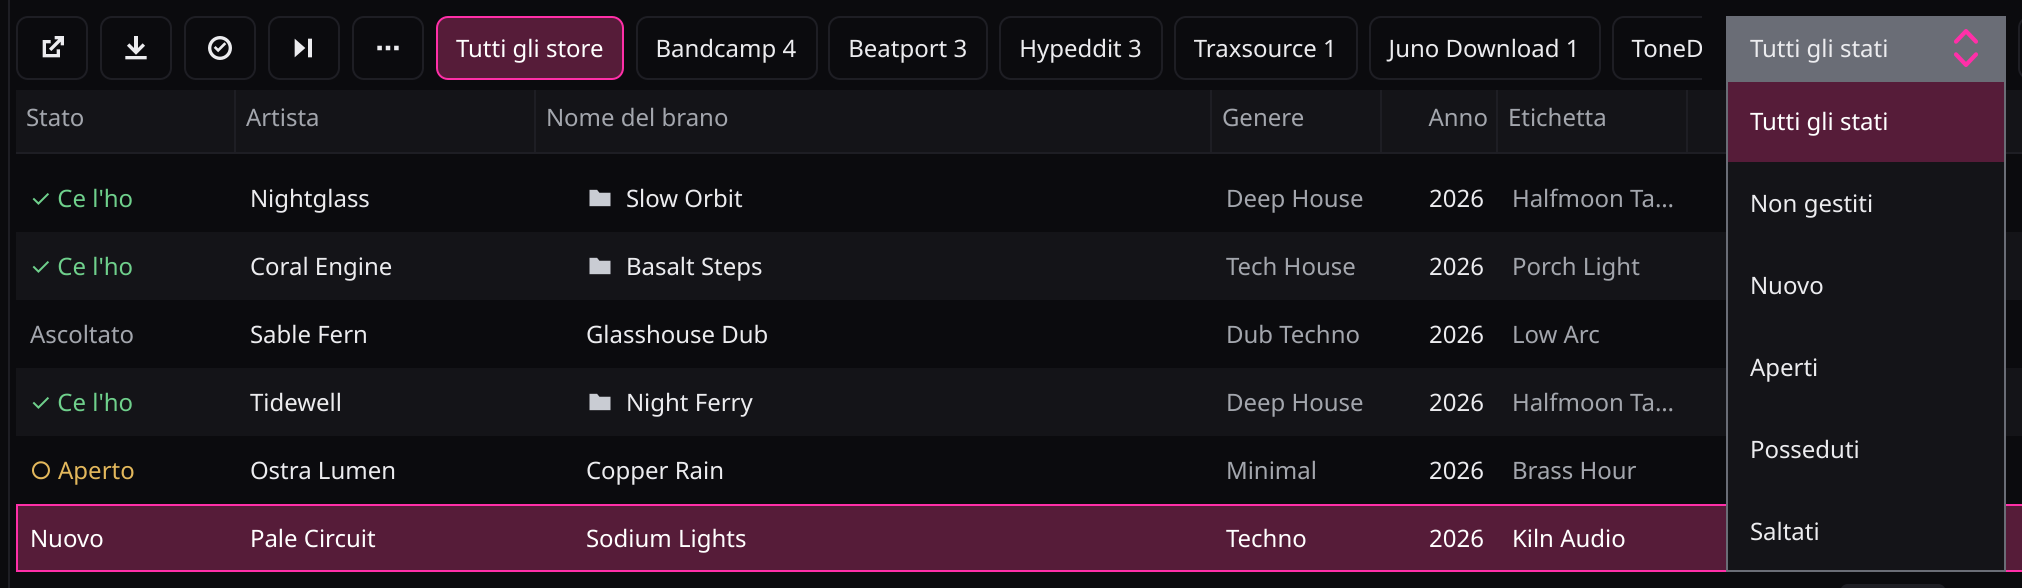 Tutti gli store Bandcamp 4 Beatport 3 Hypeddit 3 Traxsource 1 Juno Download 1 ToneD Tutti gli stati
Stato Artista Nome del brano Genere Anno Etichetta
Tutti gli stati
Ce l'ho Nightglass Slow Orbit Deep House 2026 Halfmoon Ta...
Non gestiti
Ce l'ho Coral Engine Basalt Steps Tech House 2026 Porch Light
Nuovo
Ascoltato Sable Fern Glasshouse Dub Dub Techno 2026 Low Arc
Aperti
Ce l'ho Tidewell Night Ferry Deep House 2026 Halfmoon Ta...
Posseduti
Aperto Ostra Lumen Copper Rain Minimal 2026 Brass Hour
Saltati
Nuovo Pale Circuit Sodium Lights Techno 2026 Kiln Audio